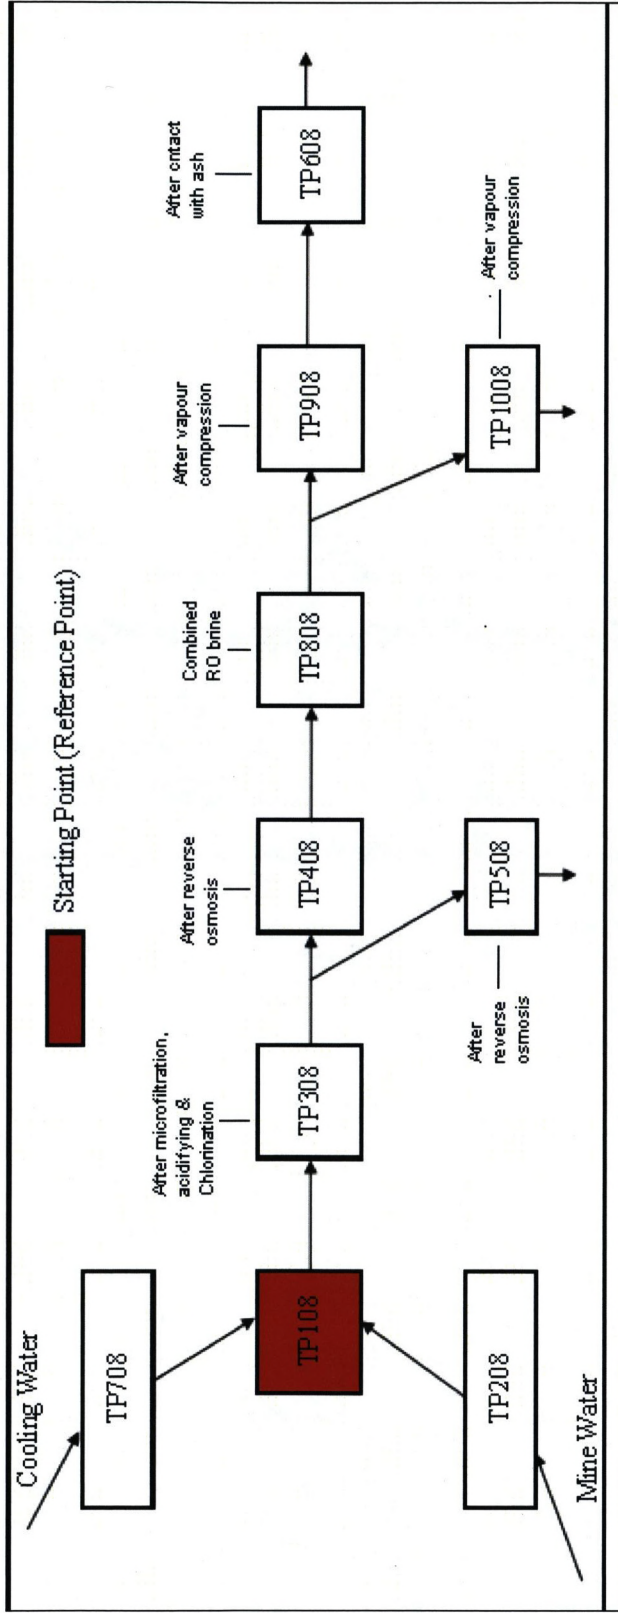 Starting Point (Reference Point)
Cooling Water
TP708
TP108
TP208
Mine Water
After microfiltration,
acidifying &
Chlorination
TP308
After reverse
osmosis
TP408
TP508
After
reverse
osmosis
Combined
RO brine
TP808
After vapour
compression
TP908
TP1008
After vapour
compression
After cntact
with ash
TP608